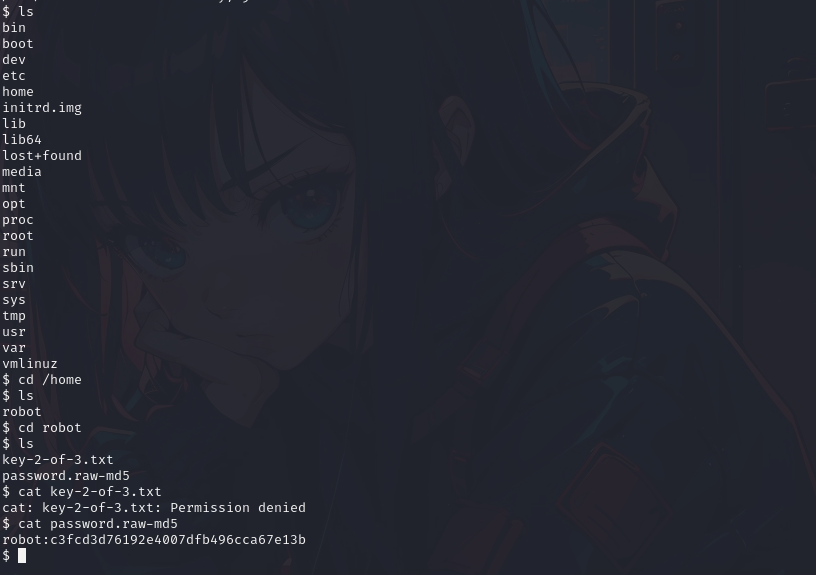 $ ls
bin
boot
dev
etc
home
initrd.img
lib
lib64
lost+found
media
mnt
opt
proc
root
run
sbin
srv
sys
tmp
usr
var
vmlinuz
$ cd /home
$ ls
robot
$ cd robot
$ ls
key-2-of-3.txt
password.raw-md5
$ cat key-2-of-3.txt
cat: key-2-of-3.txt: Permission denied
$ cat password.raw-md5
robot:c3fcd3d76192e4007dfb496cca67e13b
$